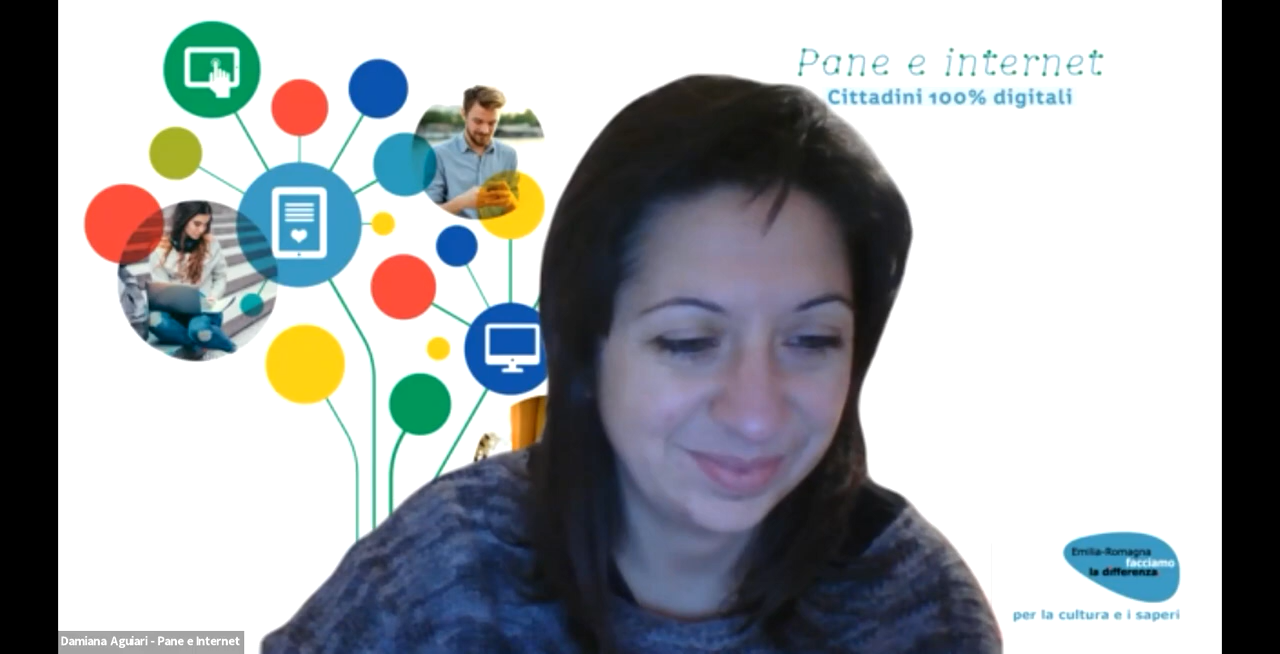 Pane e internet
Cittadini 100% digitali
Emilia-Romagna
facciamo
la differenza
per la cultura e i saperi
Damiana Aguiari - Pane e Internet